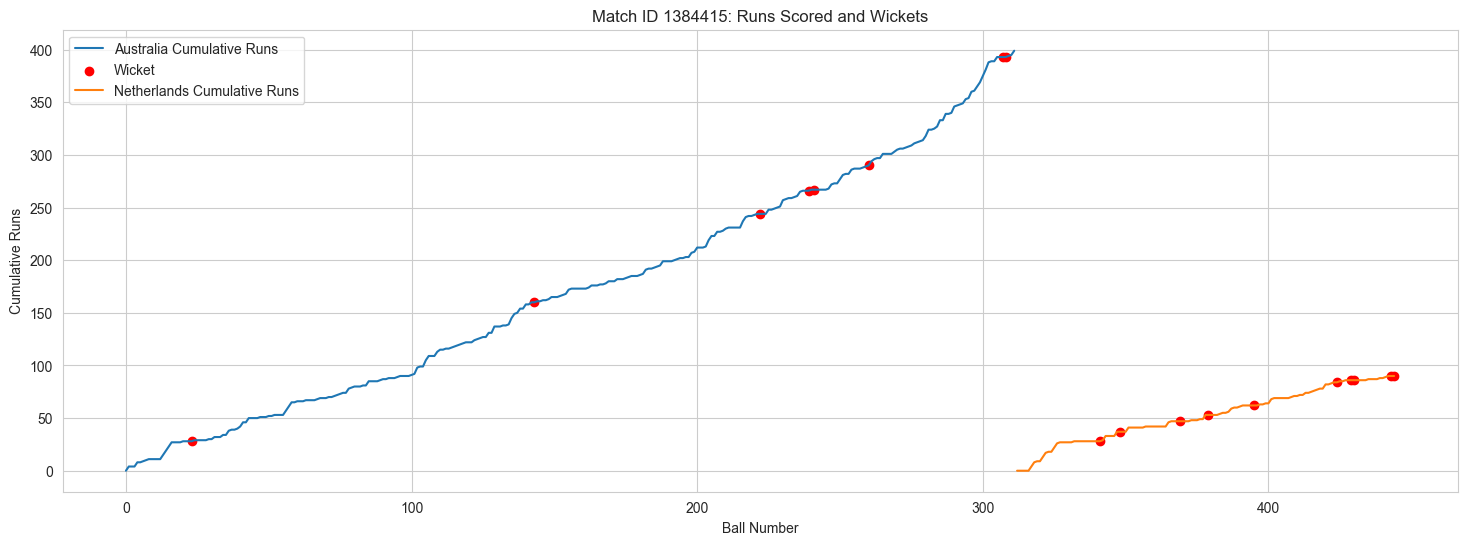 Match ID 1384415: Runs Scored and Wickets
Australia Cumulative Runs
Wicket
Netherlands Cumulative Runs
Cumulative Runs
400
350
300
250
200
150
100
50
0
0 100 200 300 400
Ball Number